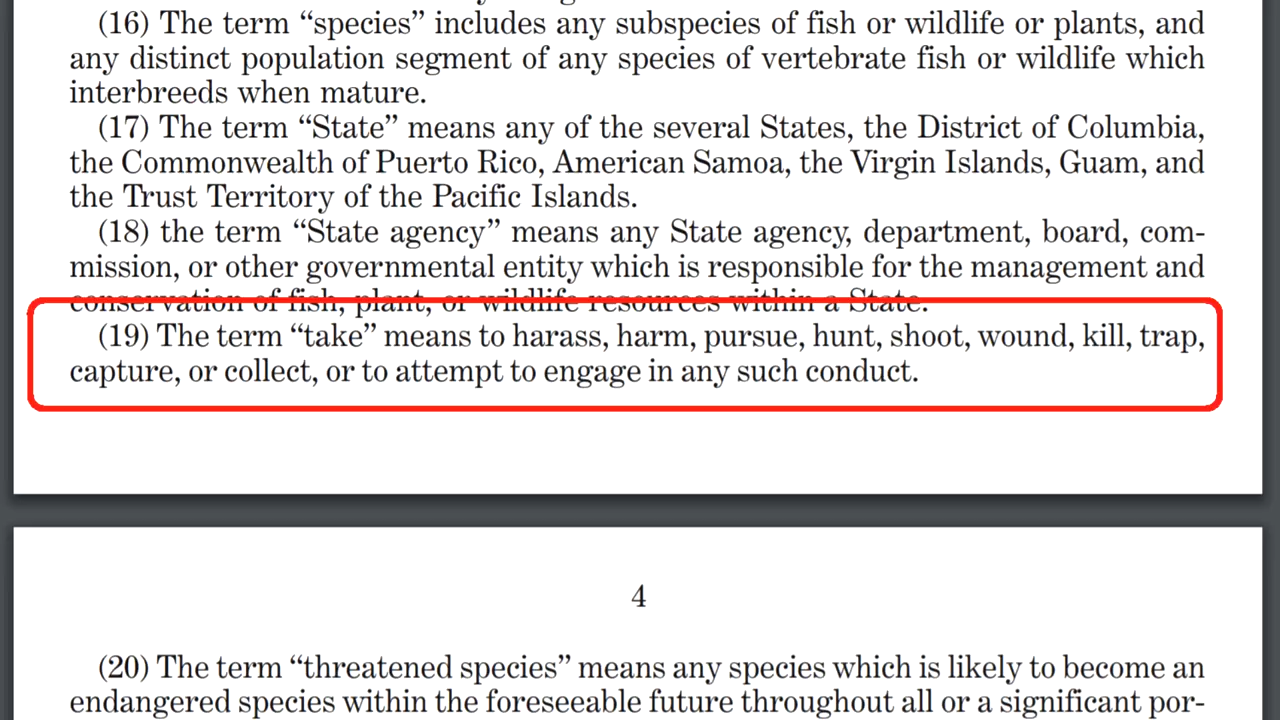 (16) The term “species” includes any subspecies of fish or wildlife or plants, and
any distinct population segment of any species of vertebrate fish or wildlife which
interbreeds when mature.
(17) The term “State” means any of the several States, the District of Columbia,
the Commonwealth of Puerto Rico, American Samoa, the Virgin Islands, Guam, and
the Trust Territory of the Pacific Islands.
(18) the term “State agency” means any State agency, department, board, com-
mission, or other governmental entity which is responsible for the management and
conservation of fish, plant, or wildlife resources within a State.
(19) The term “take” means to harass, harm, pursue, hunt, shoot, wound, kill, trap,
capture, or collect, or to attempt to engage in any such conduct.
4
(20) The term “threatened species” means any species which is likely to become an
endangered species within the foreseeable future throughout all or a significant por-